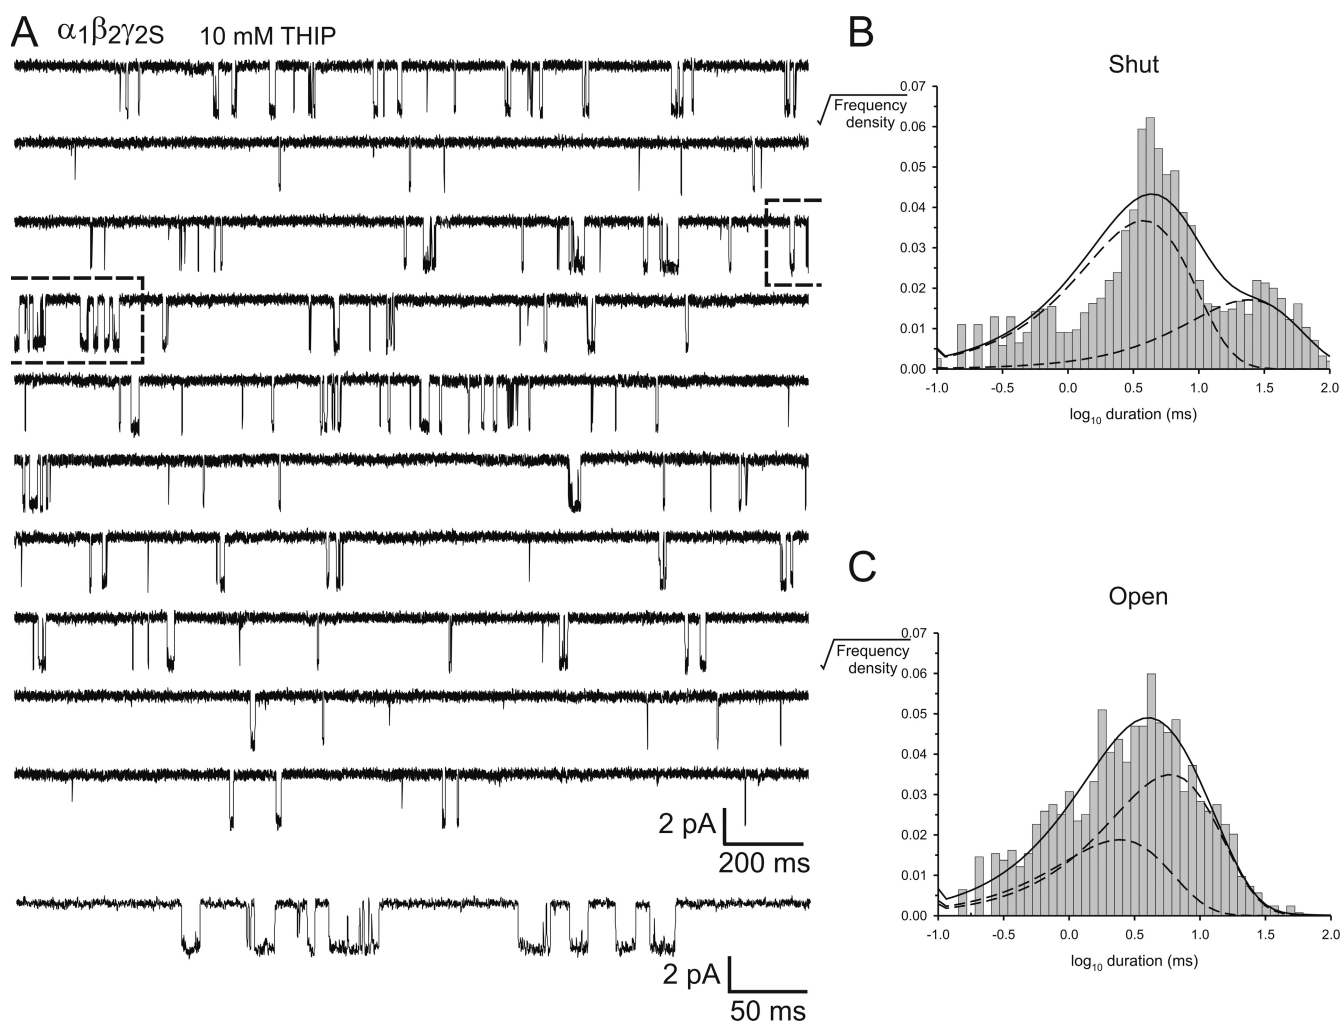 A α1β2γ2S 10 mM THIP
2 pA
200 ms
2 pA
50 ms
B
Shut
√Frequency
density
0.07
0.06
0.05
0.04
0.03
0.02
0.01
0.00
-1.0 -0.5 0.0 0.5 1.0 1.5 2.0
log10 duration (ms)
C
Open
√Frequency
density
0.07
0.06
0.05
0.04
0.03
0.02
0.01
0.00
-1.0 -0.5 0.0 0.5 1.0 1.5 2.0
log10 duration (ms)